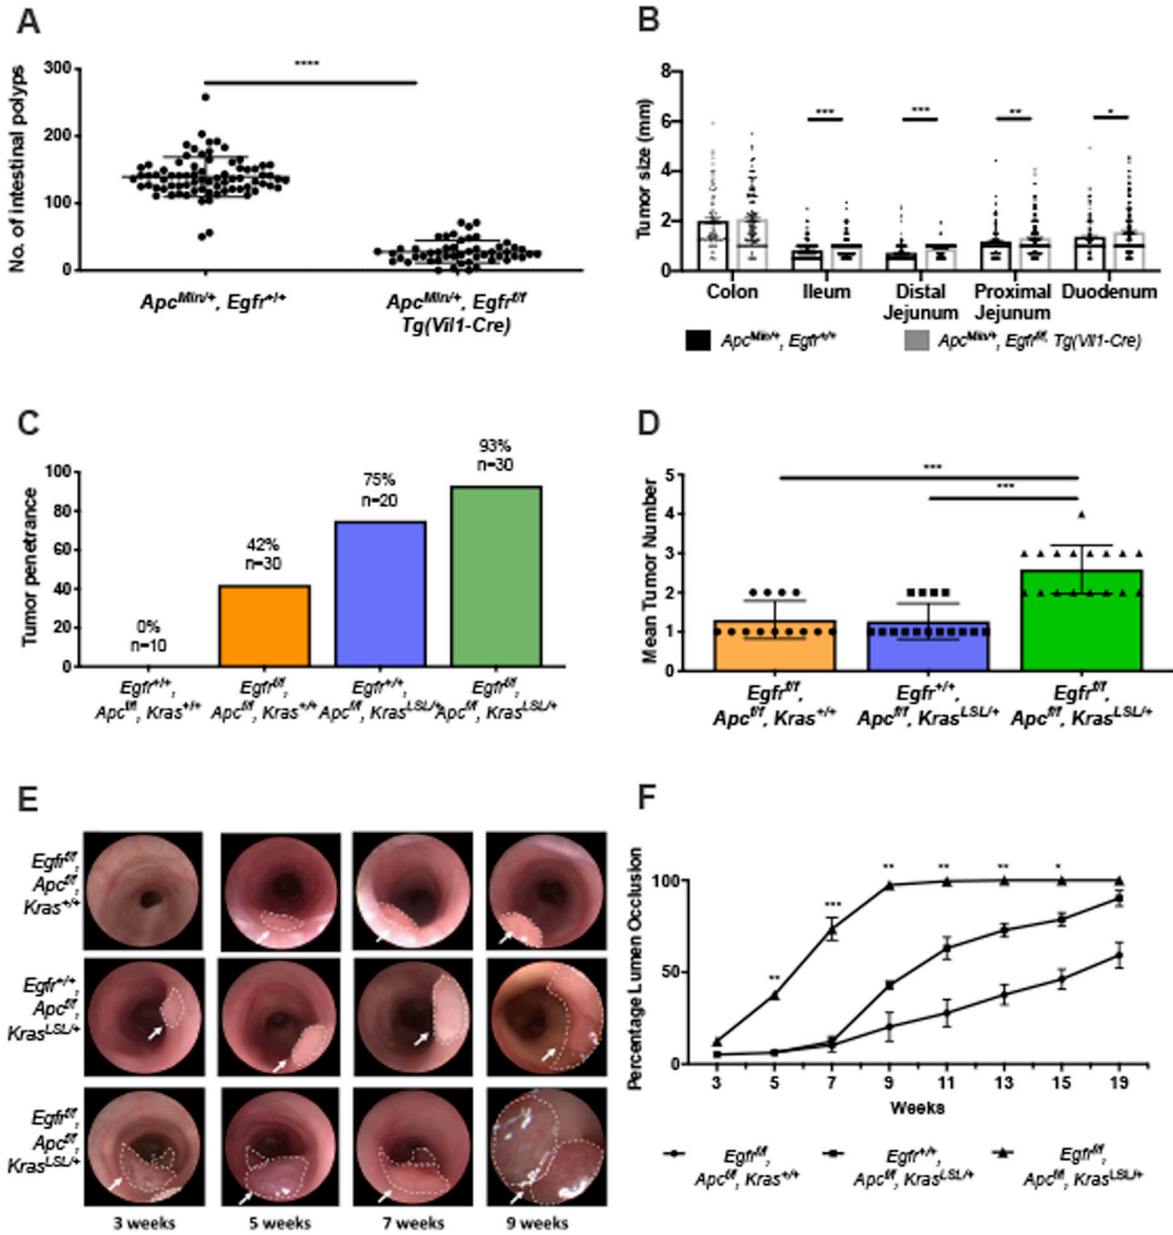 A
No. of intestinal polyps
300
200
100
0
****
Apc^Min/+, Egfr^+/+
Apc^Min/+, Egfr^f/f
Tg(Vil1-Cre)
B
Tumor size (mm)
8
6
4
2
0
***
***
**
*
Colon
Ileum
Distal
Jejunum
Proximal
Jejunum
Duodenum
Apc^Min/+, Egfr^+/+
Apc^Min/+, Egfr^f/f, Tg(Vil1-Cre)
C
Tumor penetrance
100
80
60
40
20
0
0%
n=10
42%
n=30
75%
n=20
93%
n=30
Egfr^+/+,
Apc^f/f, Kras^+/+
Egfr^f/f,
Apc^f/f, Kras^+/+
Egfr^+/+,
Apc^f/f, Kras^LSL/+
Egfr^f/f,
Apc^f/f, Kras^LSL/+
D
Mean Tumor Number
5
4
3
2
1
0
***
***
Egfr^f/f,
Apc^f/f, Kras^+/+
Egfr^+/+,
Apc^f/f, Kras^LSL/+
Egfr^f/f,
Apc^f/f, Kras^LSL/+
E
Egfr^f/f,
Apc^f/f,
Kras^+/+
Egfr^+/+,
Apc^f/f,
Kras^LSL/+
Egfr^f/f,
Apc^f/f,
Kras^LSL/+
3 weeks
5 weeks
7 weeks
9 weeks
F
Percentage Lumen Occlusion
100
50
0
**
***
**
**
**
*
3
5
7
9
11
13
15
19
Weeks
Egfr^f/f,
Apc^f/f, Kras^+/+
Egfr^+/+,
Apc^f/f, Kras^LSL/+
Egfr^f/f,
Apc^f/f, Kras^LSL/+